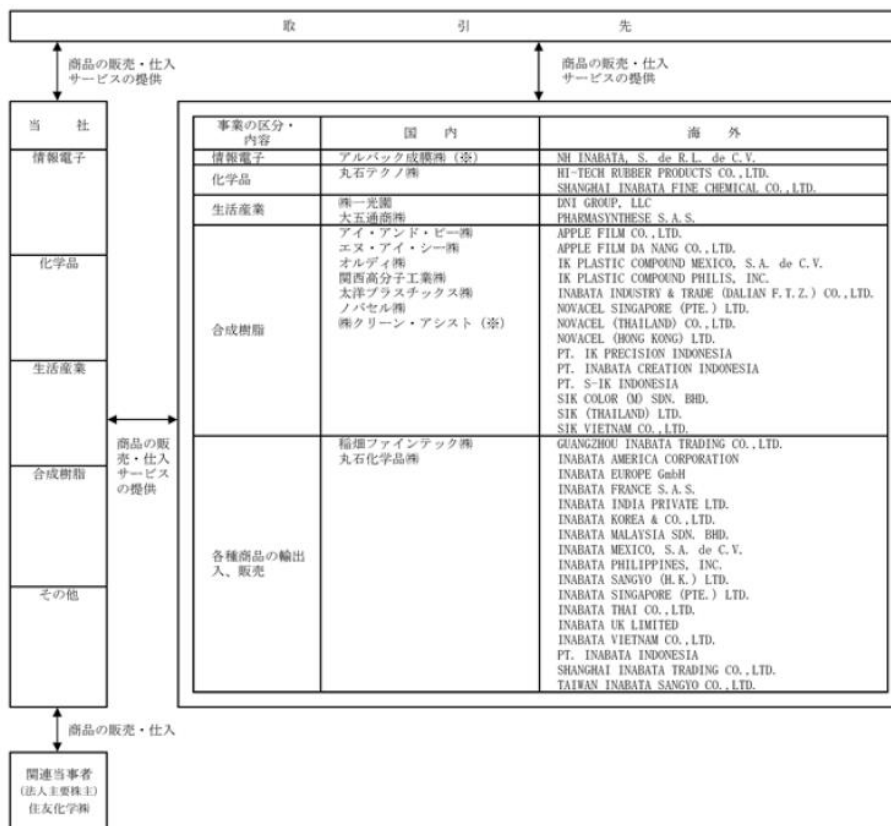 取 引 先
商品の販売・仕入
サービスの提供
商品の販売・仕入
サービスの提供
当 社
情報電子
化学品
生活産業
合成樹脂
その他
商品の販
売・仕入
サービス
の提供
事業の区分・
内容
国 内
海 外
情報電子
アルバック成膜㈱（※）
NH INABATA, S. de R.L. de C.V.
化学品
丸石テクノ㈱
HI-TECH RUBBER PRODUCTS CO.,LTD.
SHANGHAI INABATA FINE CHEMICAL CO.,LTD.
生活産業
㈱一光園
大五通商㈱
DNI GROUP, LLC
PHARMASYNTHESE S.A.S.
合成樹脂
アイ・アンド・ピー㈱
エヌ・アイ・シー㈱
オルディ㈱
関西高分子工業㈱
太洋プラスチックス㈱
ノバセル㈱
㈱クリーン・アシスト（※）
APPLE FILM CO.,LTD.
APPLE FILM DA NANG CO.,LTD.
IK PLASTIC COMPOUND MEXICO, S.A. de C.V.
IK PLASTIC COMPOUND PHILIS, INC.
INABATA INDUSTRY & TRADE (DALIAN F.T.Z.) CO.,LTD.
NOVACEL SINGAPORE (PTE.) LTD.
NOVACEL (THAILAND) CO.,LTD.
NOVACEL (HONG KONG) LTD.
PT. IK PRECISION INDONESIA
PT. INABATA CREATION INDONESIA
PT. S-IK INDONESIA
SIK COLOR (M) SDN. BHD.
SIK (THAILAND) LTD.
SIK VIETNAM CO.,LTD.
各種商品の輸出
入、販売
稲畑ファインテック㈱
丸石化学品㈱
GUANGZHOU INABATA TRADING CO.,LTD.
INABATA AMERICA CORPORATION
INABATA EUROPE GmbH
INABATA FRANCE S.A.S.
INABATA INDIA PRIVATE LTD.
INABATA KOREA & CO.,LTD.
INABATA MALAYSIA SDN. BHD.
INABATA MEXICO, S.A. de C.V.
INABATA PHILIPPINES, INC.
INABATA SANGYO (H.K.) LTD.
INABATA SINGAPORE (PTE.) LTD.
INABATA THAI CO.,LTD.
INABATA UK LIMITED
INABATA VIETNAM CO.,LTD.
PT. INABATA INDONESIA
SHANGHAI INABATA TRADING CO.,LTD.
TAIWAN INABATA SANGYO CO.,LTD.
商品の販売・仕入
関連当事者
(法人主要株主)
住友化学㈱